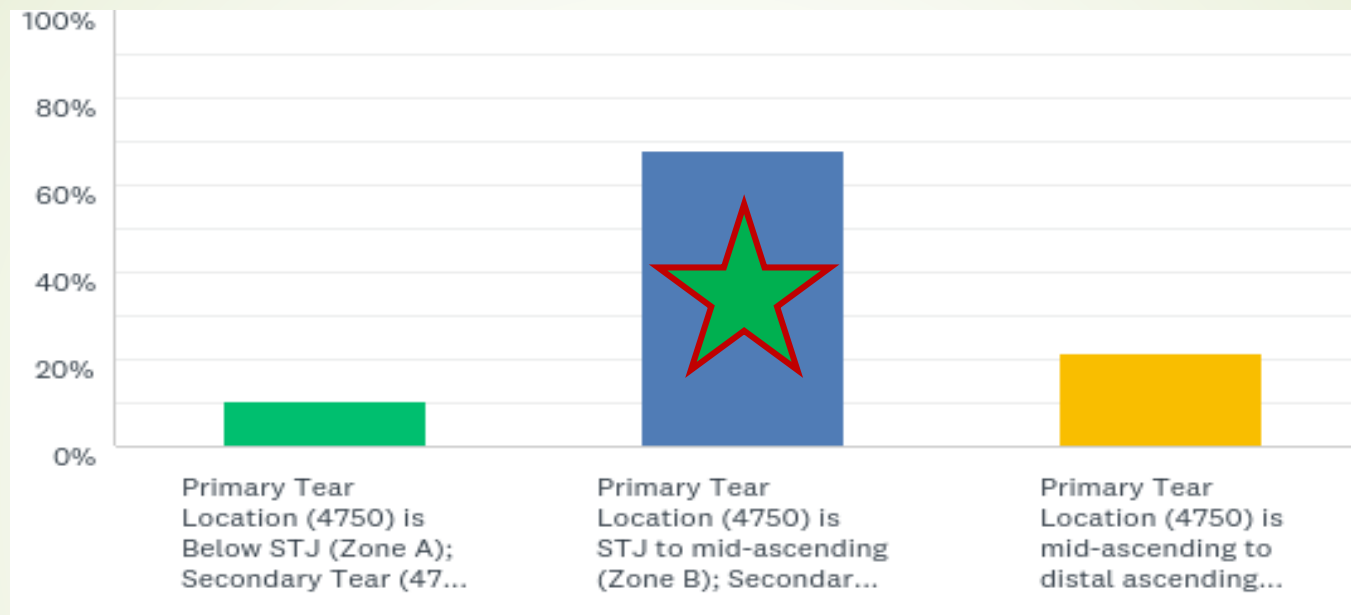 100%
80%
60%
40%
20%
0%
Primary Tear
Location (4750) is
Below STJ (Zone A);
Secondary Tear (47...
Primary Tear
Location (4750) is
STJ to mid-ascending
(Zone B); Secondar...
Primary Tear
Location (4750) is
mid-ascending to
distal ascending...